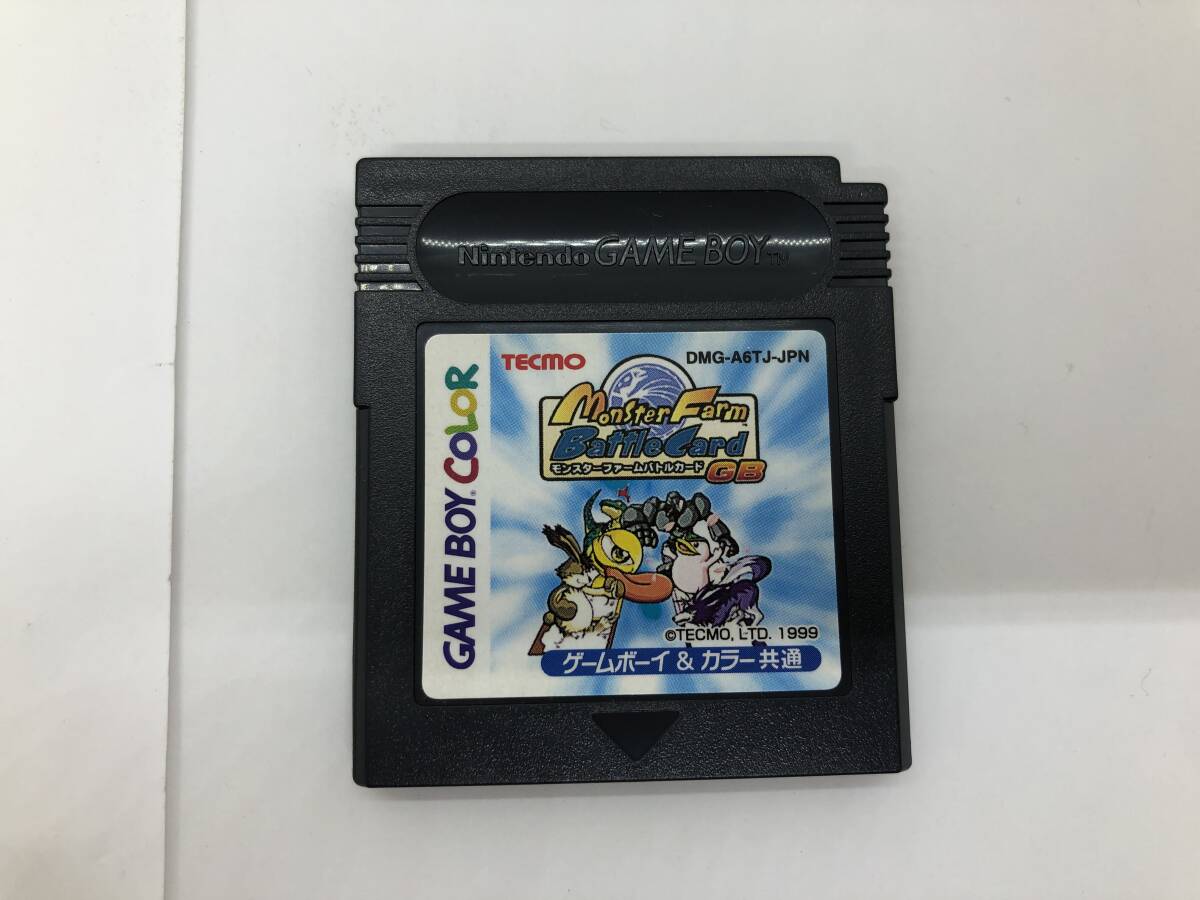 Nintendo GAME BOY TM
GAME BOY COLOR
TECMO
DMG-A6TJ-JPN
Monster Farm
Battle Card
モンスターファームバトルカード
GB
©TECMO, LTD. 1999
ゲームボーイ & カラー共通